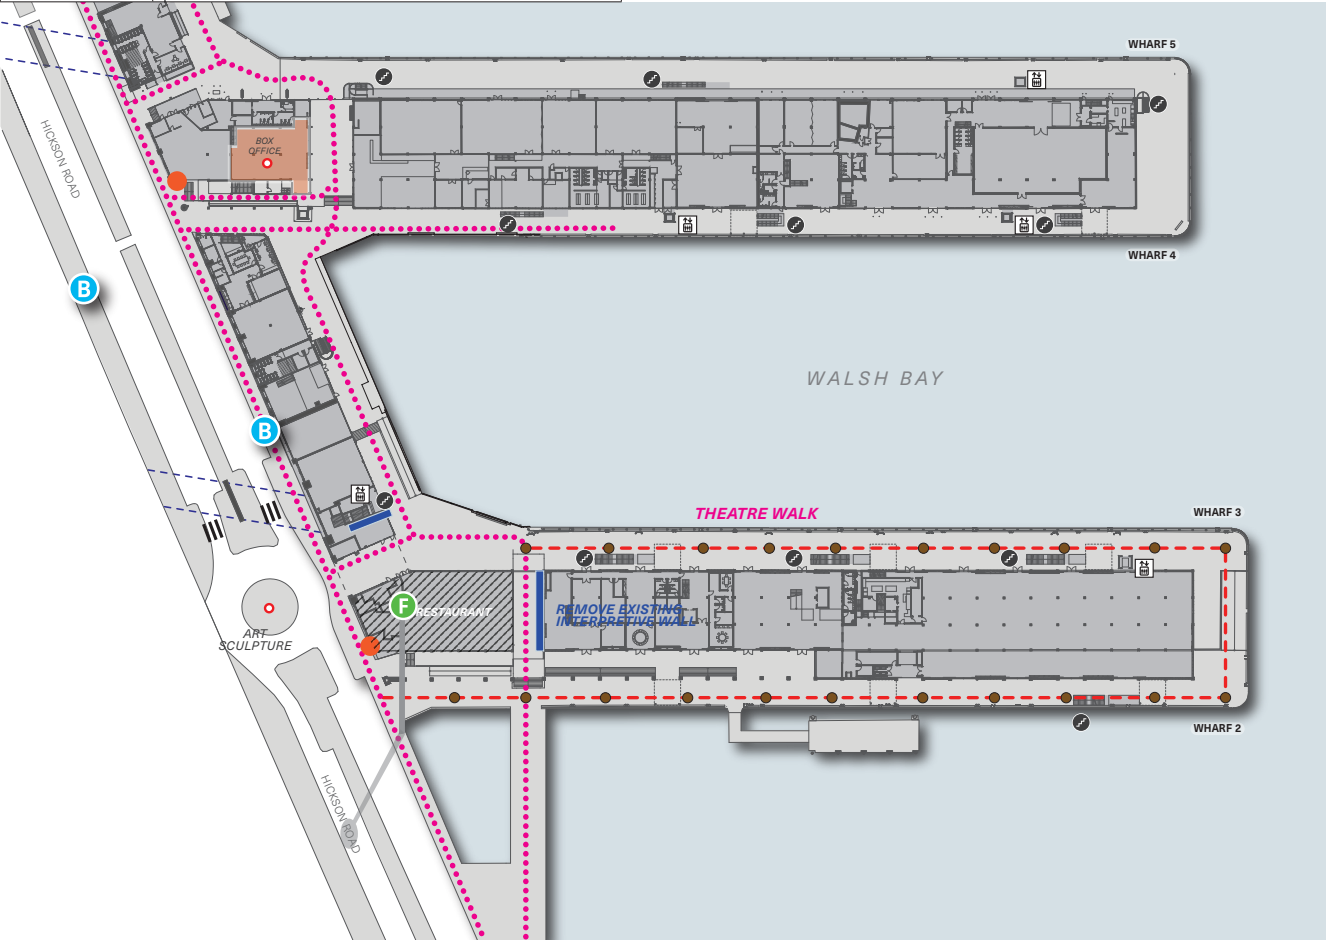 WHARF 5
HICKSON ROAD
BOX
OFFICE
WHARF 4
B
WALSH BAY
B
THEATRE WALK
WHARF 3
F
RESTAURANT
REMOVE EXISTING
INTERPRETIVE WALL
ART
SCULPTURE
WHARF 2
HICKSON ROAD